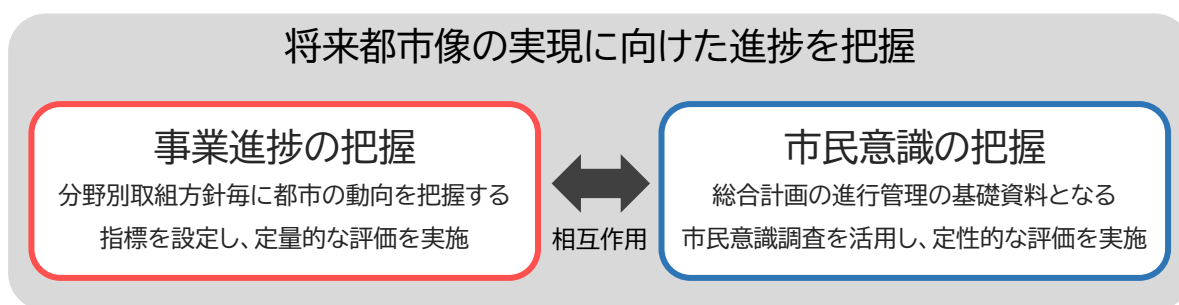 将来都市像の実現に向けた進捗を把握
事業進捗の把握
分野別取組方針毎に都市の動向を把握する
指標を設定し、定量的な評価を実施
相互作用
市民意識の把握
総合計画の進行管理の基礎資料となる
市民意識調査を活用し、定性的な評価を実施